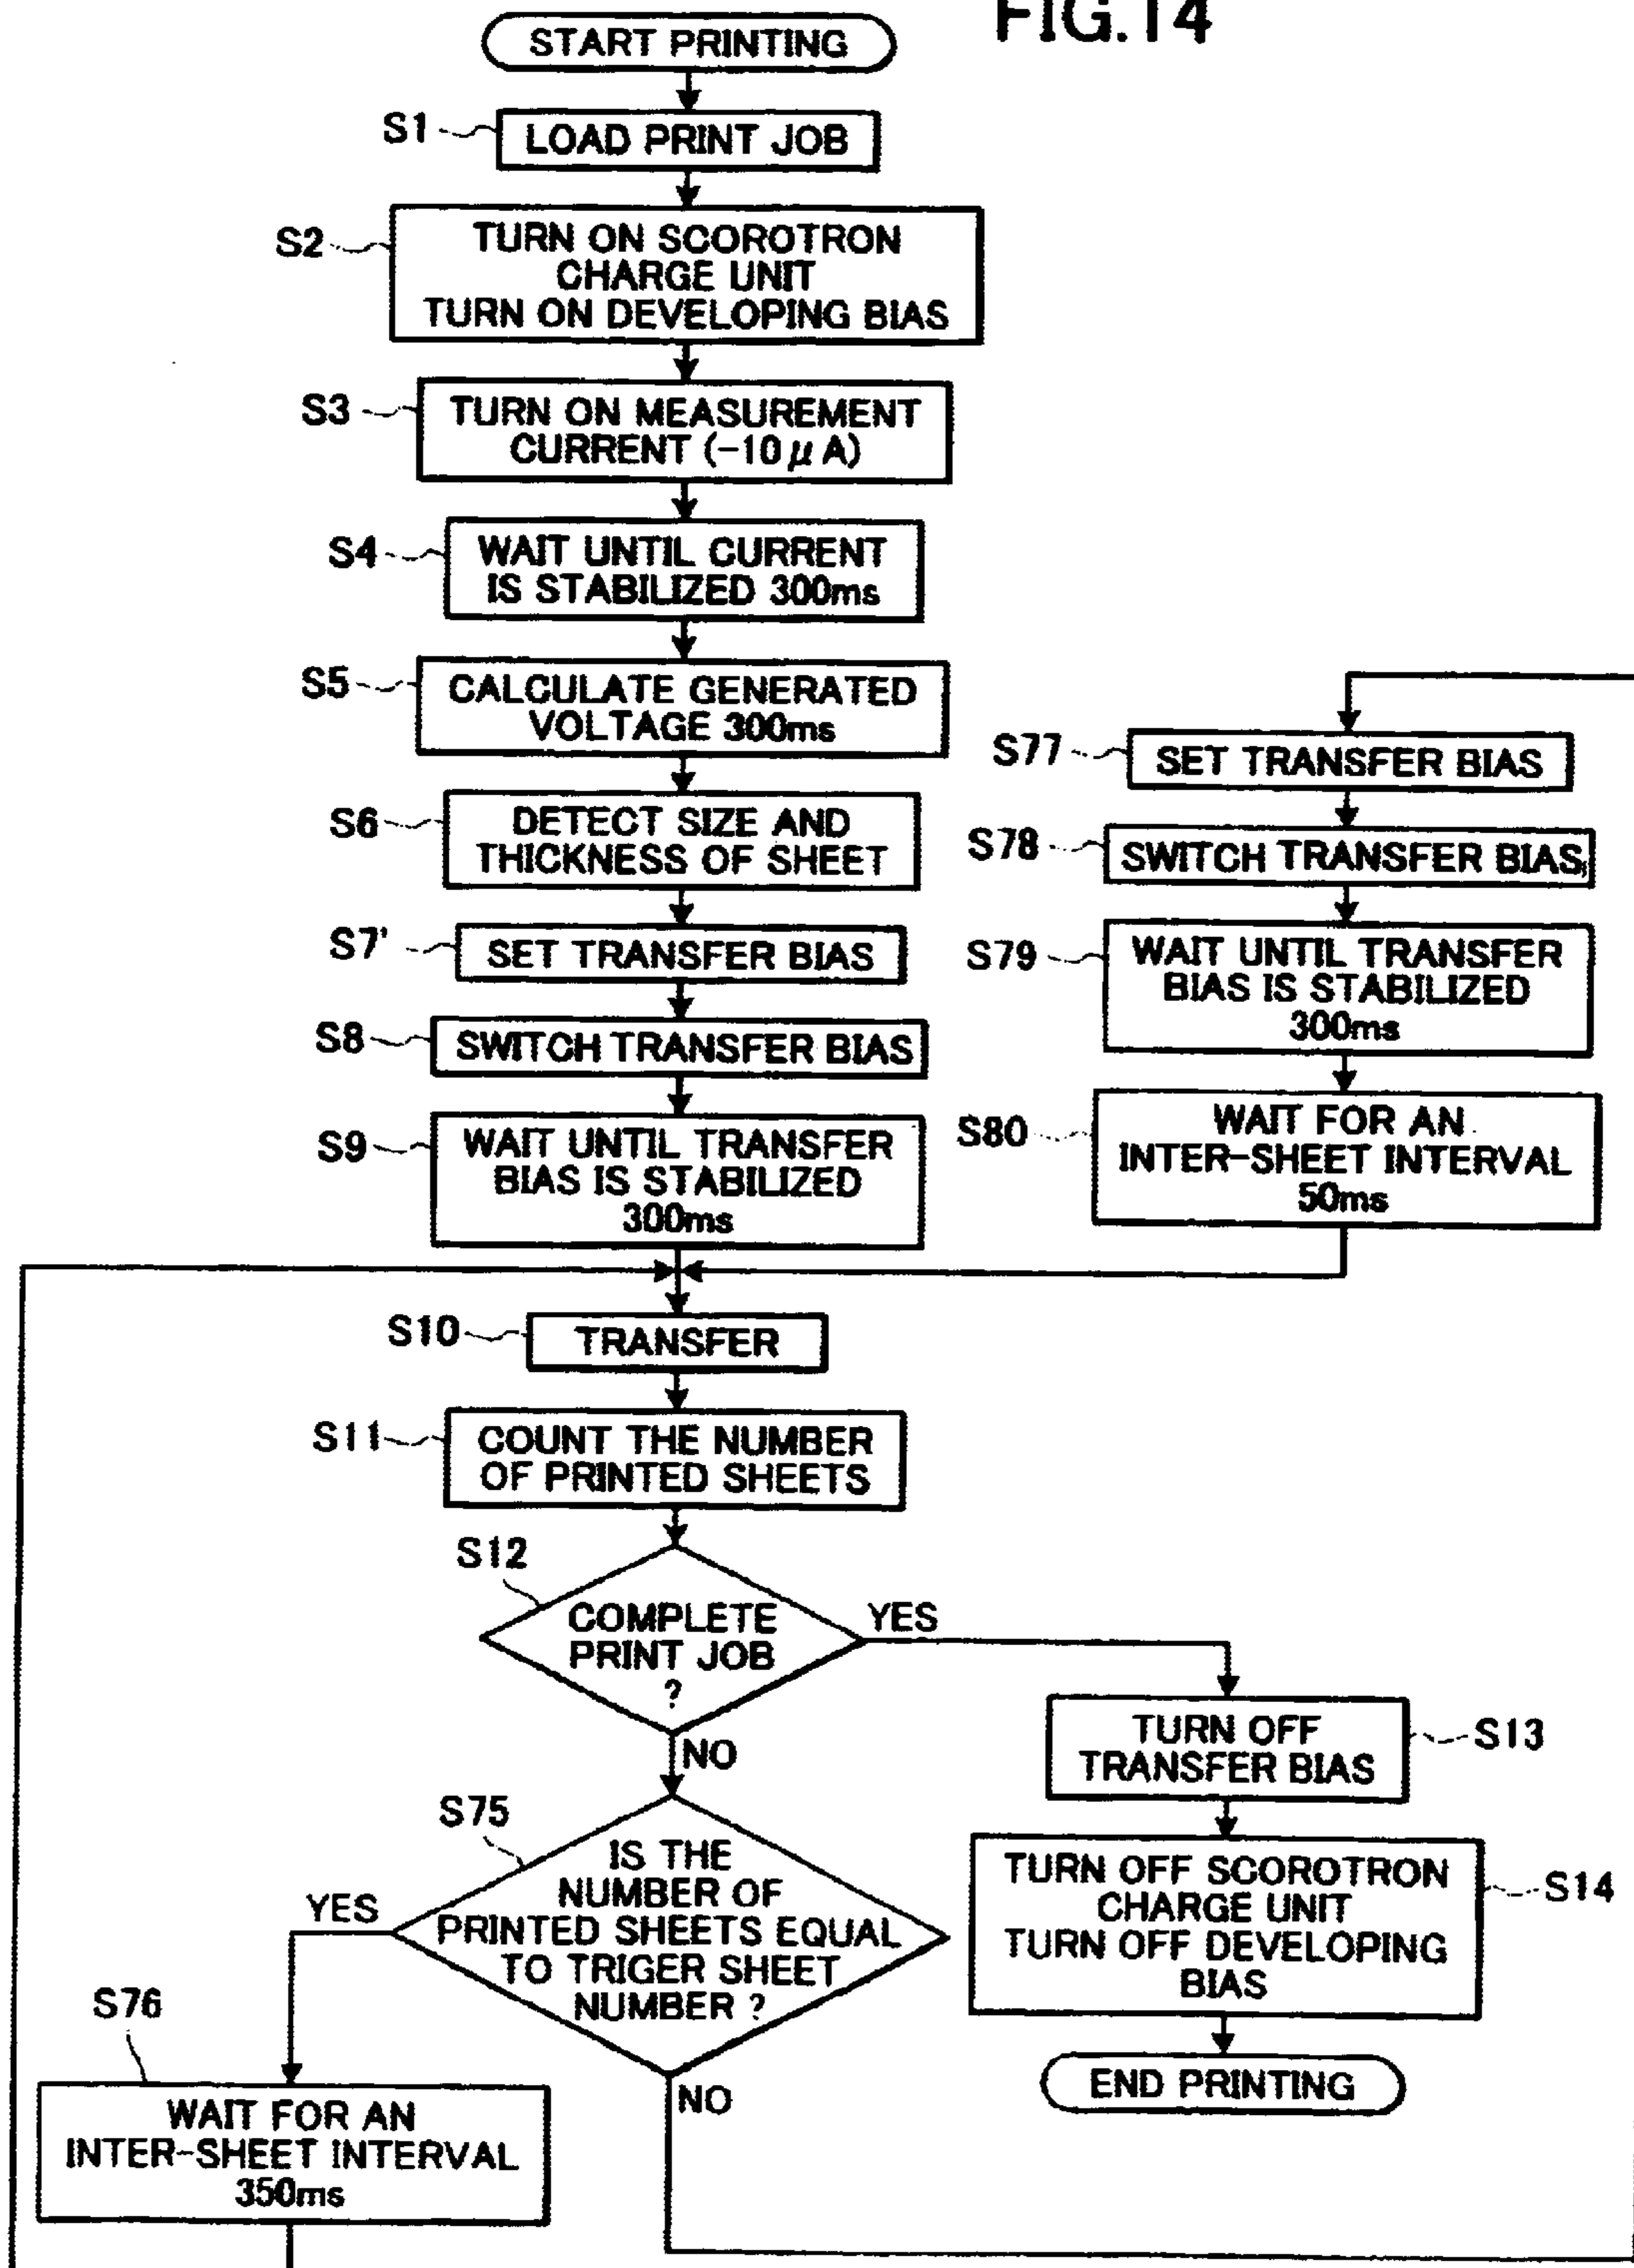 FIG.14
START PRINTING
S1
LOAD PRINT JOB
S2
TURN ON SCOROTRON
CHARGE UNIT
TURN ON DEVELOPING BIAS
S3
TURN ON MEASUREMENT
CURRENT (-10 μ A)
S4
WAIT UNTIL CURRENT
IS STABILIZED 300ms
S5
CALCULATE GENERATED
VOLTAGE 300ms
S6
DETECT SIZE AND
THICKNESS OF SHEET
S7'
SET TRANSFER BIAS
S8
SWITCH TRANSFER BIAS
S9
WAIT UNTIL TRANSFER
BIAS IS STABILIZED
300ms
S77
SET TRANSFER BIAS
S78
SWITCH TRANSFER BIAS
S79
WAIT UNTIL TRANSFER
BIAS IS STABILIZED
300ms
S80
WAIT FOR AN
INTER-SHEET INTERVAL
50ms
S10
TRANSFER
S11
COUNT THE NUMBER
OF PRINTED SHEETS
S12
COMPLETE
PRINT JOB
?
YES
NO
S13
TURN OFF
TRANSFER BIAS
S14
TURN OFF SCOROTRON
CHARGE UNIT
TURN OFF DEVELOPING
BIAS
END PRINTING
S75
IS THE
NUMBER OF
PRINTED SHEETS EQUAL
TO TRIGER SHEET
NUMBER ?
YES
NO
S76
WAIT FOR AN
INTER-SHEET INTERVAL
350ms